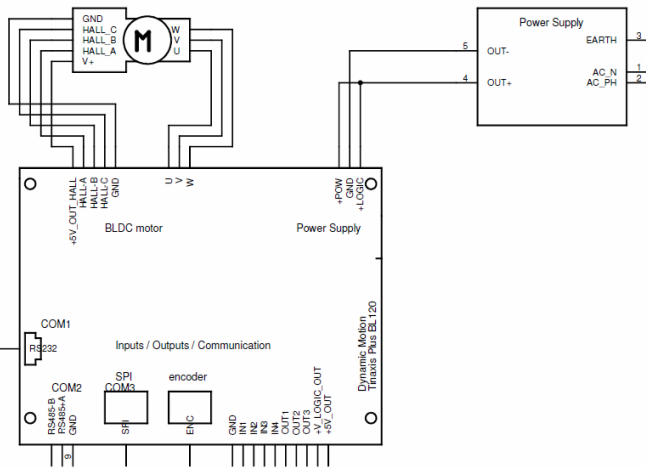 GND
HALL_C
HALL_B
HALL_A
V+
M
W
V
U
Power Supply
EARTH 3
5 OUT-
AC_N 1
4 OUT+
AC_PH 2
+5V_OUT_HALL
HALL-A
HALL-B
HALL-C
GND
U
V
W
+POW
GND
+LOGIC
BLDC motor
Power Supply
COM1
RS232
Inputs / Outputs / Communication
Dynamic Motion
Tinaxis Plus BL120
COM2
SPI
COM3
encoder
RS485-B
RS485+A
GND
9
SPI
ENC
GND
IN1
IN2
IN3
IN4
OUT1
OUT2
OUT3
+V_LOGIC_OUT
+5V_OUT